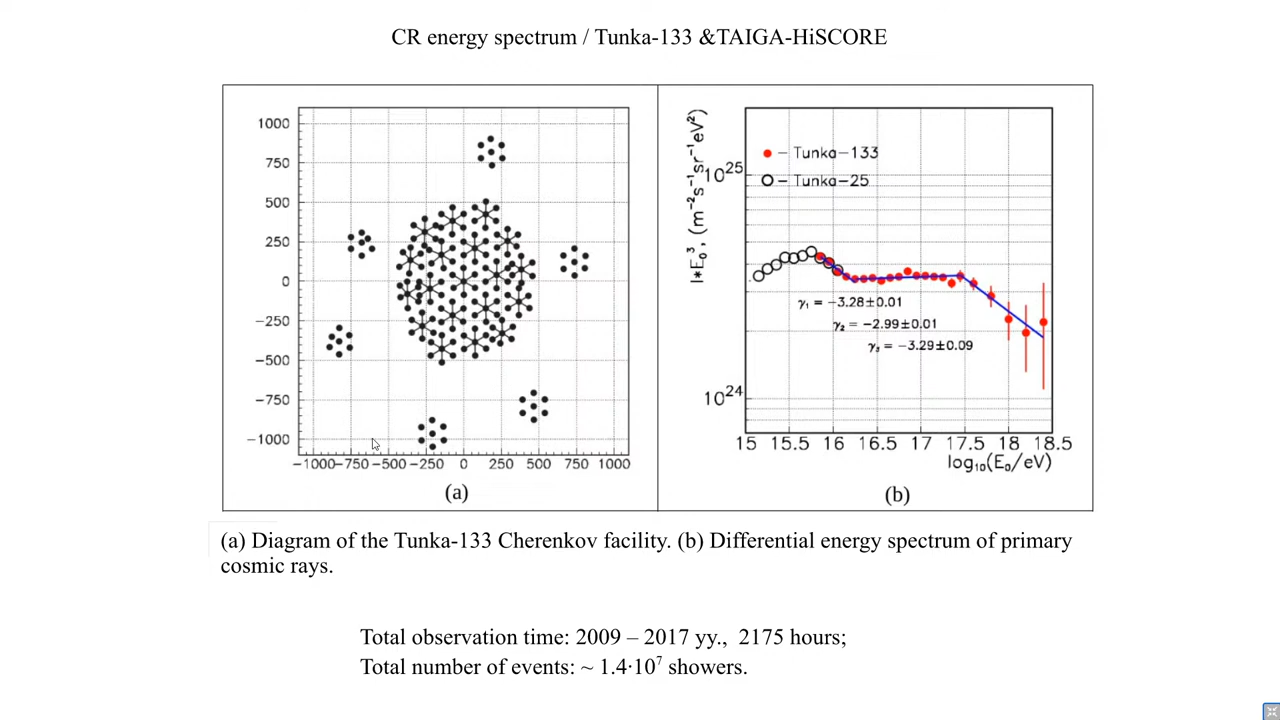 CR energy spectrum / Tunka-133 &TAIGA-HiSCORE
1000
750
500
250
0
−250
−500
−750
−1000
−1000−750−500−250 0 250 500 750 1000
(a)
I*E₀³, (m⁻²s⁻¹sr⁻¹eV²)
10²⁵
10²⁴
- Tunka-133
- Tunka-25
γ₁ = −3.28±0.01
γ₂ = −2.99±0.01
γ₃ = −3.29±0.09
15 15.5 16 16.5 17 17.5 18 18.5
log₁₀(E₀/eV)
(b)
(a) Diagram of the Tunka-133 Cherenkov facility. (b) Differential energy spectrum of primary
cosmic rays.
Total observation time: 2009 – 2017 yy., 2175 hours;
Total number of events: ~ 1.4·10⁷ showers.